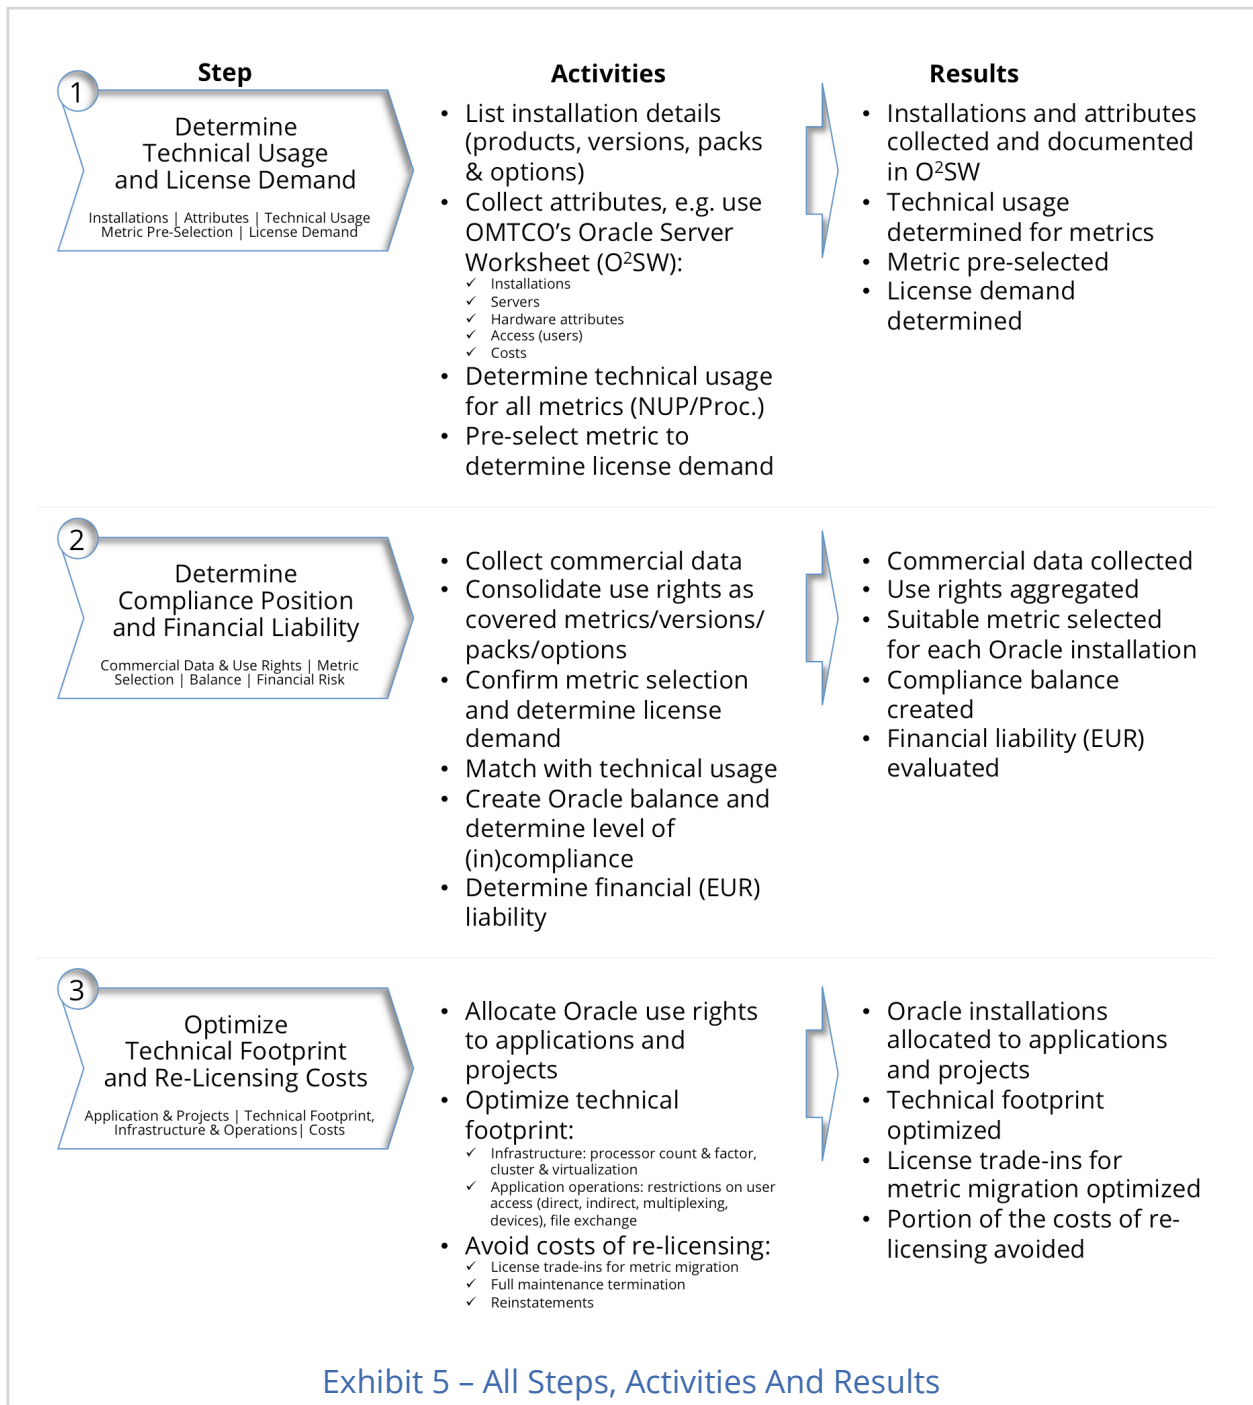 Step
Activities
Results
1
Determine
Technical Usage
and License Demand
Installations | Attributes | Technical Usage
Metric Pre-Selection | License Demand
• List installation details
(products, versions, packs
& options)
• Collect attributes, e.g. use
OMTCO’s Oracle Server
Worksheet (O²SW):
✓ Installations
✓ Servers
✓ Hardware attributes
✓ Access (users)
✓ Costs
• Determine technical usage
for all metrics (NUP/Proc.)
• Pre-select metric to
determine license demand
• Installations and attributes
collected and documented
in O²SW
• Technical usage
determined for metrics
• Metric pre-selected
• License demand
determined
2
Determine
Compliance Position
and Financial Liability
Commercial Data & Use Rights | Metric
Selection | Balance | Financial Risk
• Collect commercial data
• Consolidate use rights as
covered metrics/versions/
packs/options
• Confirm metric selection
and determine license
demand
• Match with technical usage
• Create Oracle balance and
determine level of
(in)compliance
• Determine financial (EUR)
liability
• Commercial data collected
• Use rights aggregated
• Suitable metric selected
for each Oracle installation
• Compliance balance
created
• Financial liability (EUR)
evaluated
3
Optimize
Technical Footprint
and Re-Licensing Costs
Application & Projects | Technical Footprint,
Infrastructure & Operations| Costs
• Allocate Oracle use rights
to applications and
projects
• Optimize technical
footprint:
✓ Infrastructure: processor count & factor,
cluster & virtualization
✓ Application operations: restrictions on user
access (direct, indirect, multiplexing,
devices), file exchange
• Avoid costs of re-licensing:
✓ License trade-ins for metric migration
✓ Full maintenance termination
✓ Reinstatements
• Oracle installations
allocated to applications
and projects
• Technical footprint
optimized
• License trade-ins for
metric migration optimized
• Portion of the costs of re-
licensing avoided
Exhibit 5 – All Steps, Activities And Results